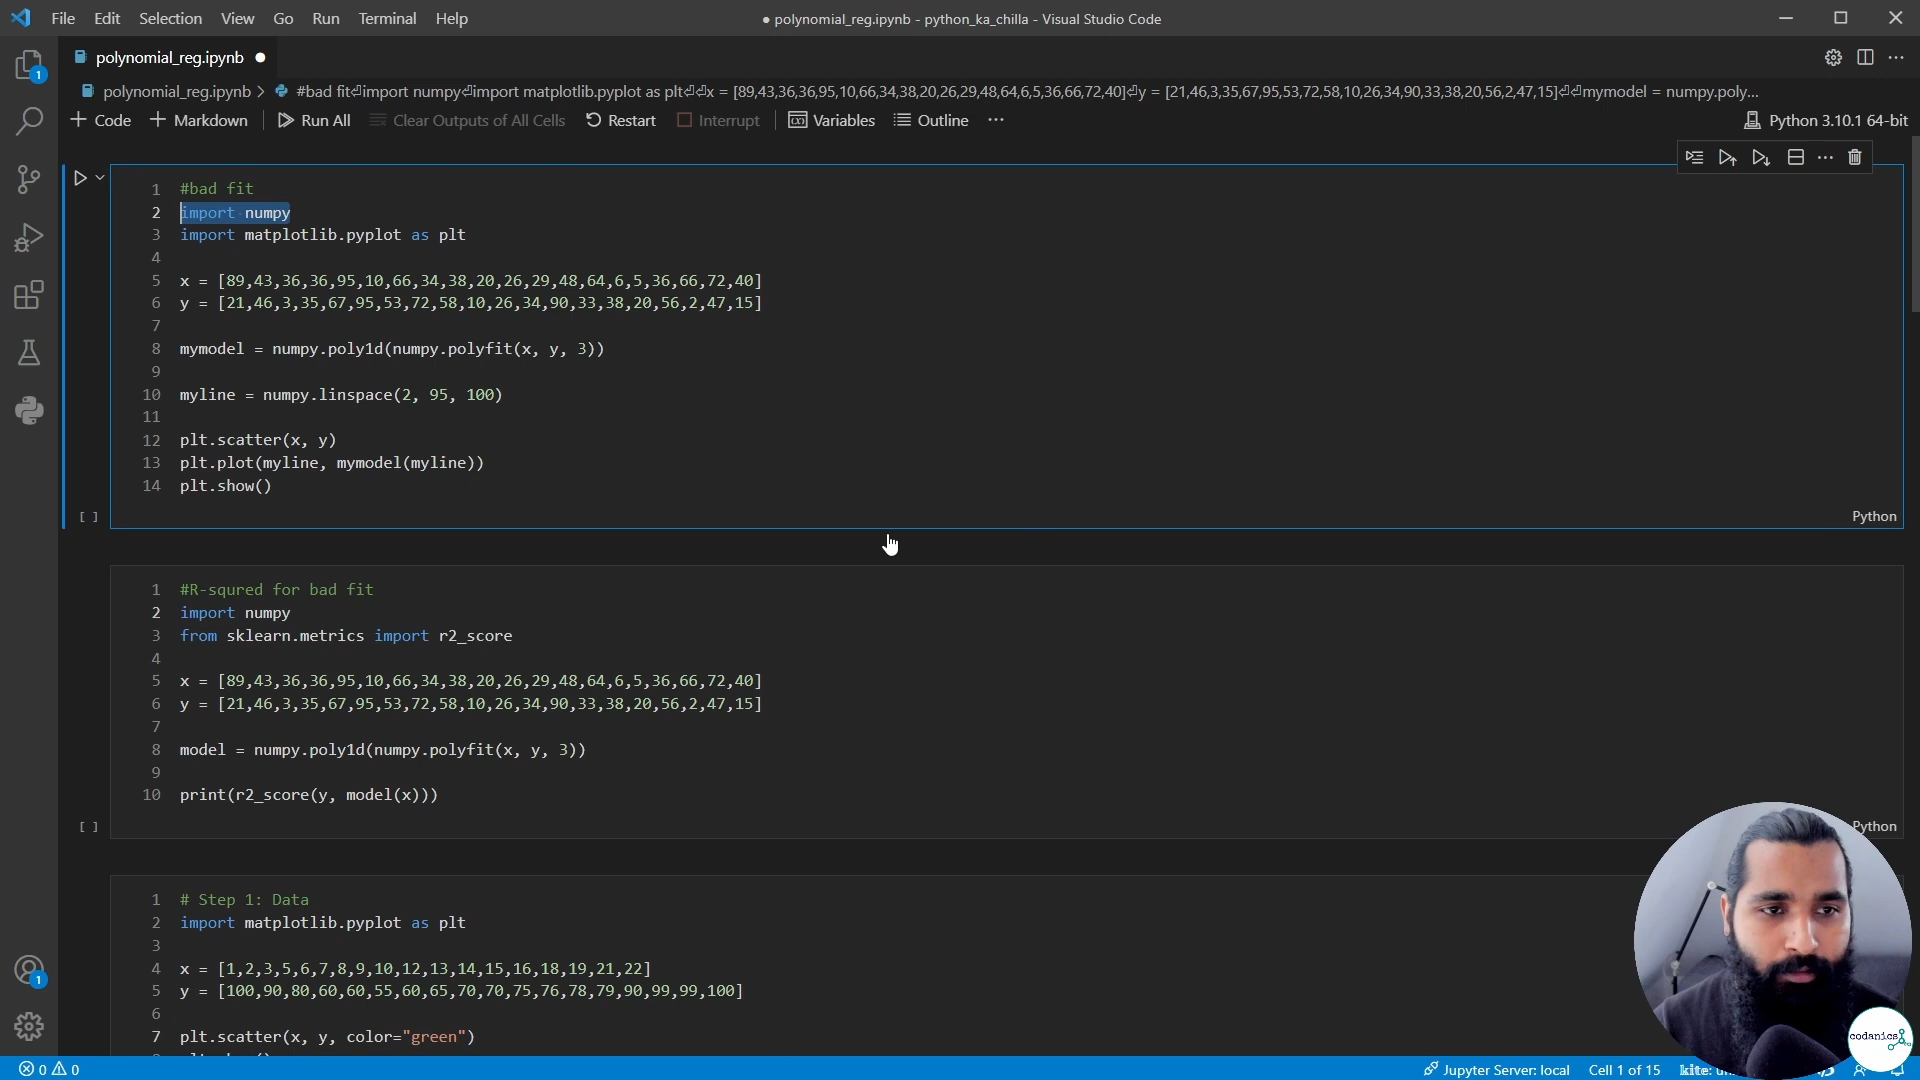 File Edit Selection View Go Run Terminal Help
● polynomial_reg.ipynb - python_ka_chilla - Visual Studio Code
polynomial_reg.ipynb ●
polynomial_reg.ipynb > #bad fit⏎import numpy⏎import matplotlib.pyplot as plt⏎⏎x = [89,43,36,36,95,10,66,34,38,20,26,29,48,64,6,5,36,66,72,40]⏎y = [21,46,3,35,67,95,53,72,58,10,26,34,90,33,38,20,56,2,47,15]⏎⏎mymodel = numpy.poly...
+ Code + Markdown Run All Clear Outputs of All Cells Restart Interrupt Variables Outline ··· Python 3.10.1 64-bit
1 #bad fit
2 import numpy
3 import matplotlib.pyplot as plt
4
5 x = [89,43,36,36,95,10,66,34,38,20,26,29,48,64,6,5,36,66,72,40]
6 y = [21,46,3,35,67,95,53,72,58,10,26,34,90,33,38,20,56,2,47,15]
7
8 mymodel = numpy.poly1d(numpy.polyfit(x, y, 3))
9
10 myline = numpy.linspace(2, 95, 100)
11
12 plt.scatter(x, y)
13 plt.plot(myline, mymodel(myline))
14 plt.show()
[ ] Python
1 #R-squred for bad fit
2 import numpy
3 from sklearn.metrics import r2_score
4
5 x = [89,43,36,36,95,10,66,34,38,20,26,29,48,64,6,5,36,66,72,40]
6 y = [21,46,3,35,67,95,53,72,58,10,26,34,90,33,38,20,56,2,47,15]
7
8 model = numpy.poly1d(numpy.polyfit(x, y, 3))
9
10 print(r2_score(y, model(x)))
[ ] Python
1 # Step 1: Data
2 import matplotlib.pyplot as plt
3
4 x = [1,2,3,5,6,7,8,9,10,12,13,14,15,16,18,19,21,22]
5 y = [100,90,80,60,60,55,60,65,70,70,75,76,78,79,90,99,99,100]
6
7 plt.scatter(x, y, color="green")
1
1
codanics
0 0 Jupyter Server: local Cell 1 of 15 kite: